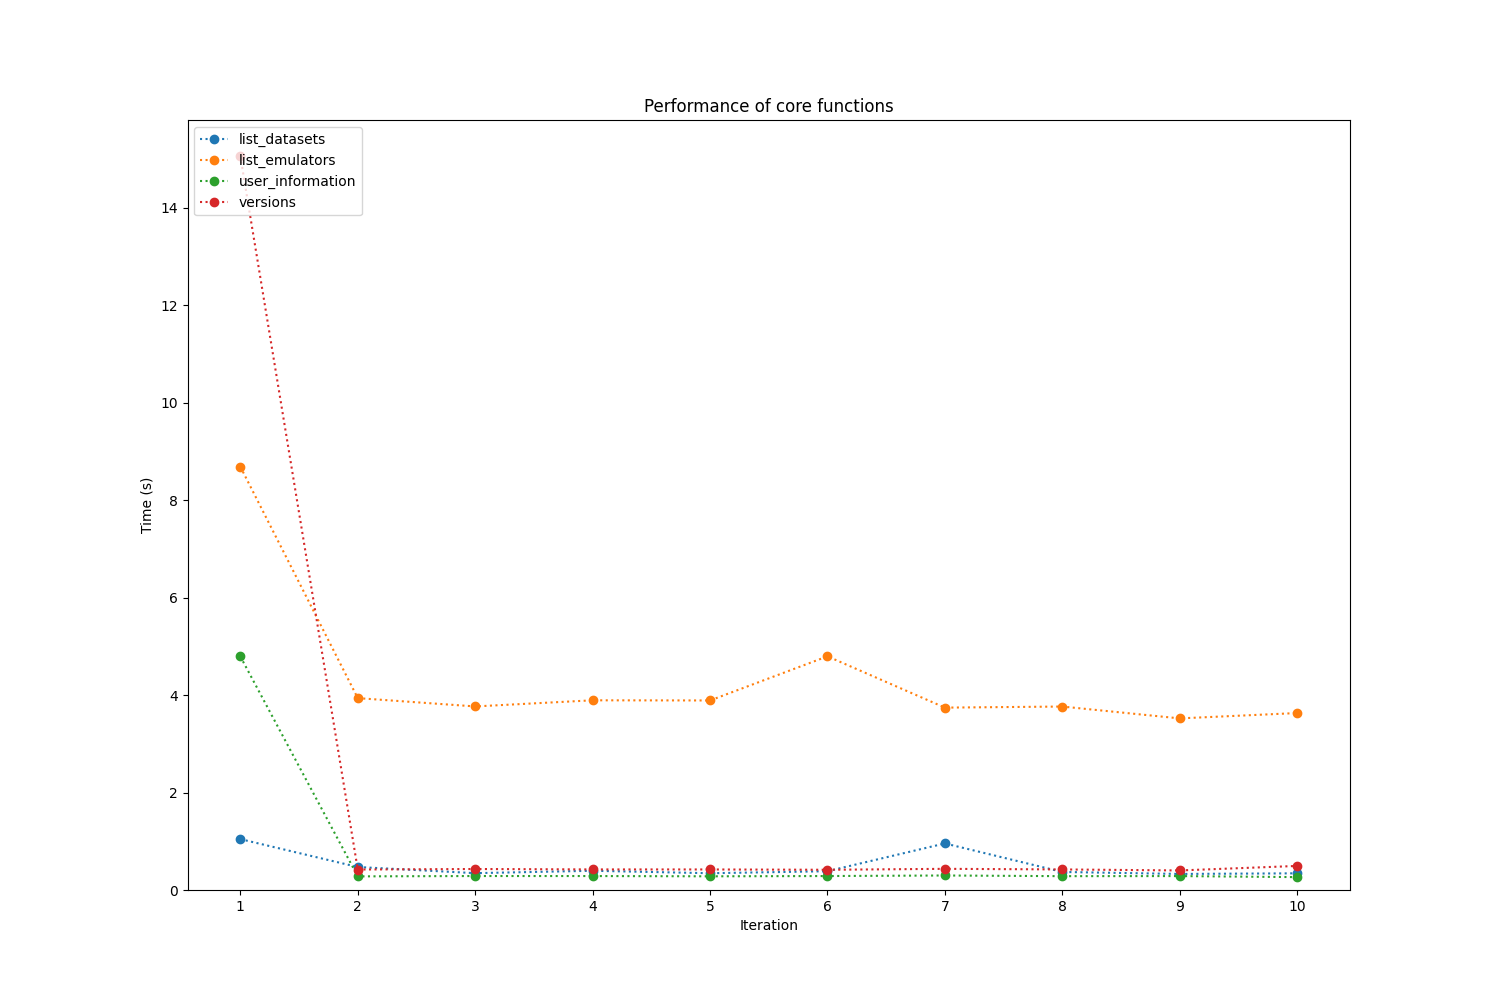 Performance of core functions
list_datasets
list_emulators
user_information
versions
14
12
10
8
6
4
2
0
Time (s)
1 2 3 4 5 6 7 8 9 10
Iteration